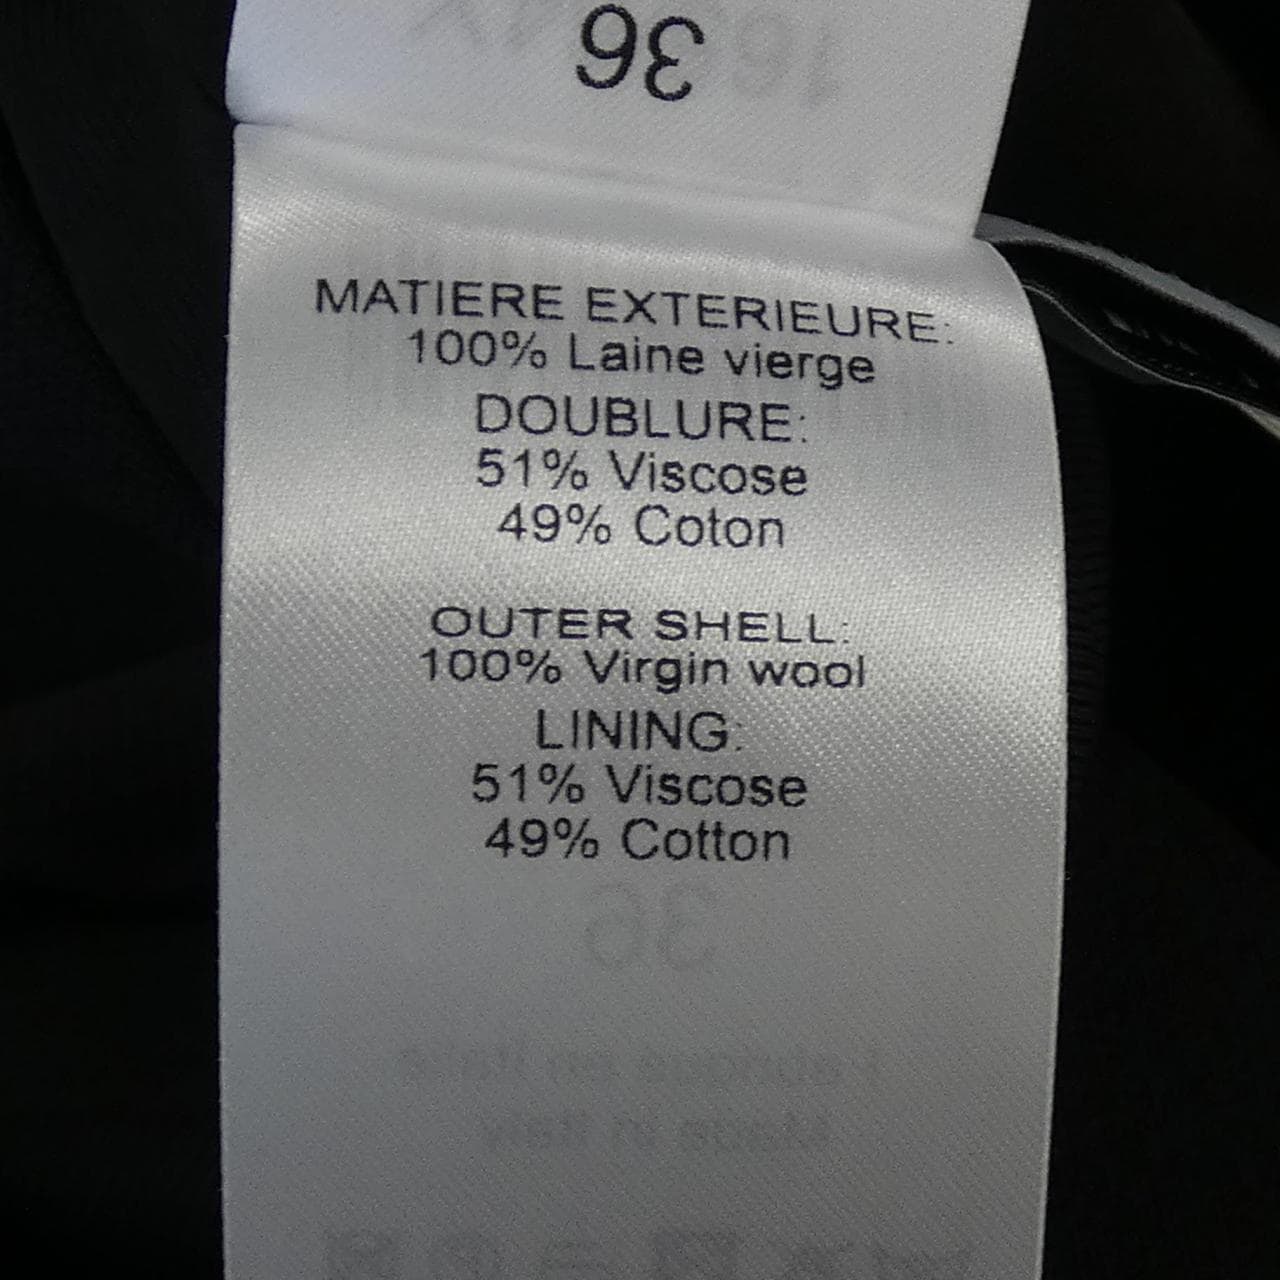 36
MATIERE EXTERIEURE:
100% Laine vierge
DOUBLURE:
51% Viscose
49% Coton
OUTER SHELL:
100% Virgin wool
LINING:
51% Viscose
49% Cotton
36